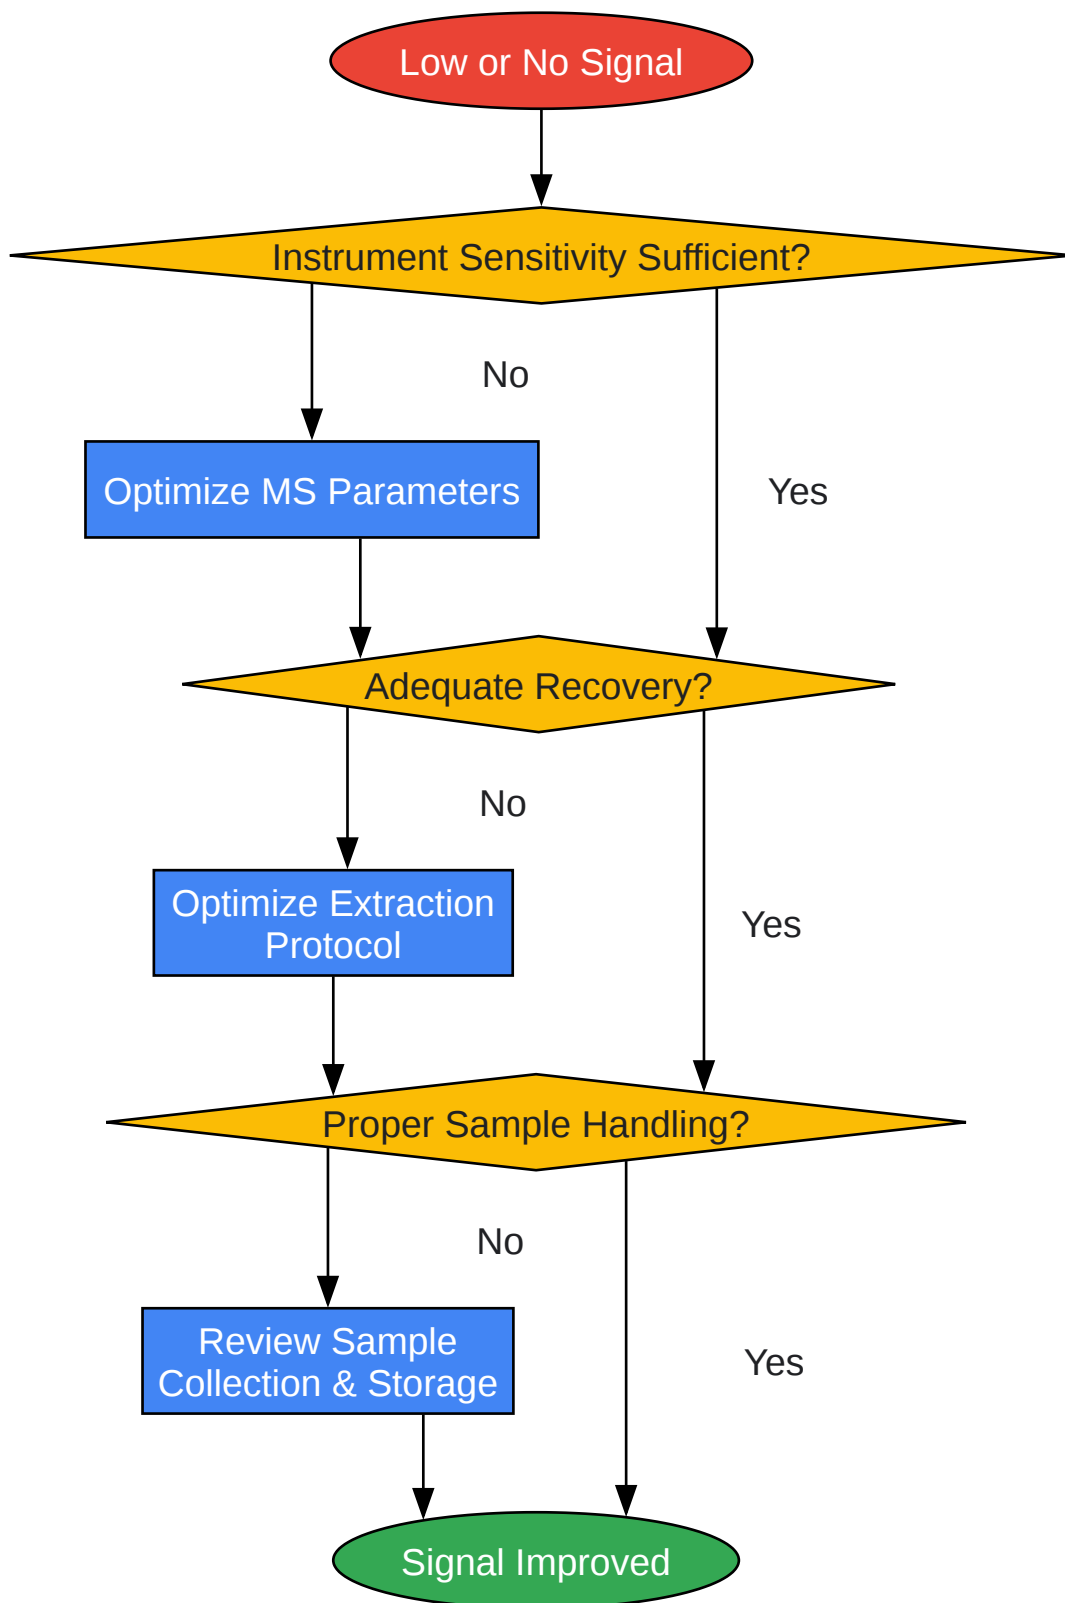 Low or No Signal
Instrument Sensitivity Sufficient?
No
Optimize MS Parameters
Yes
Adequate Recovery?
No
Optimize Extraction
Protocol
Yes
Proper Sample Handling?
No
Review Sample
Collection & Storage
Yes
Signal Improved